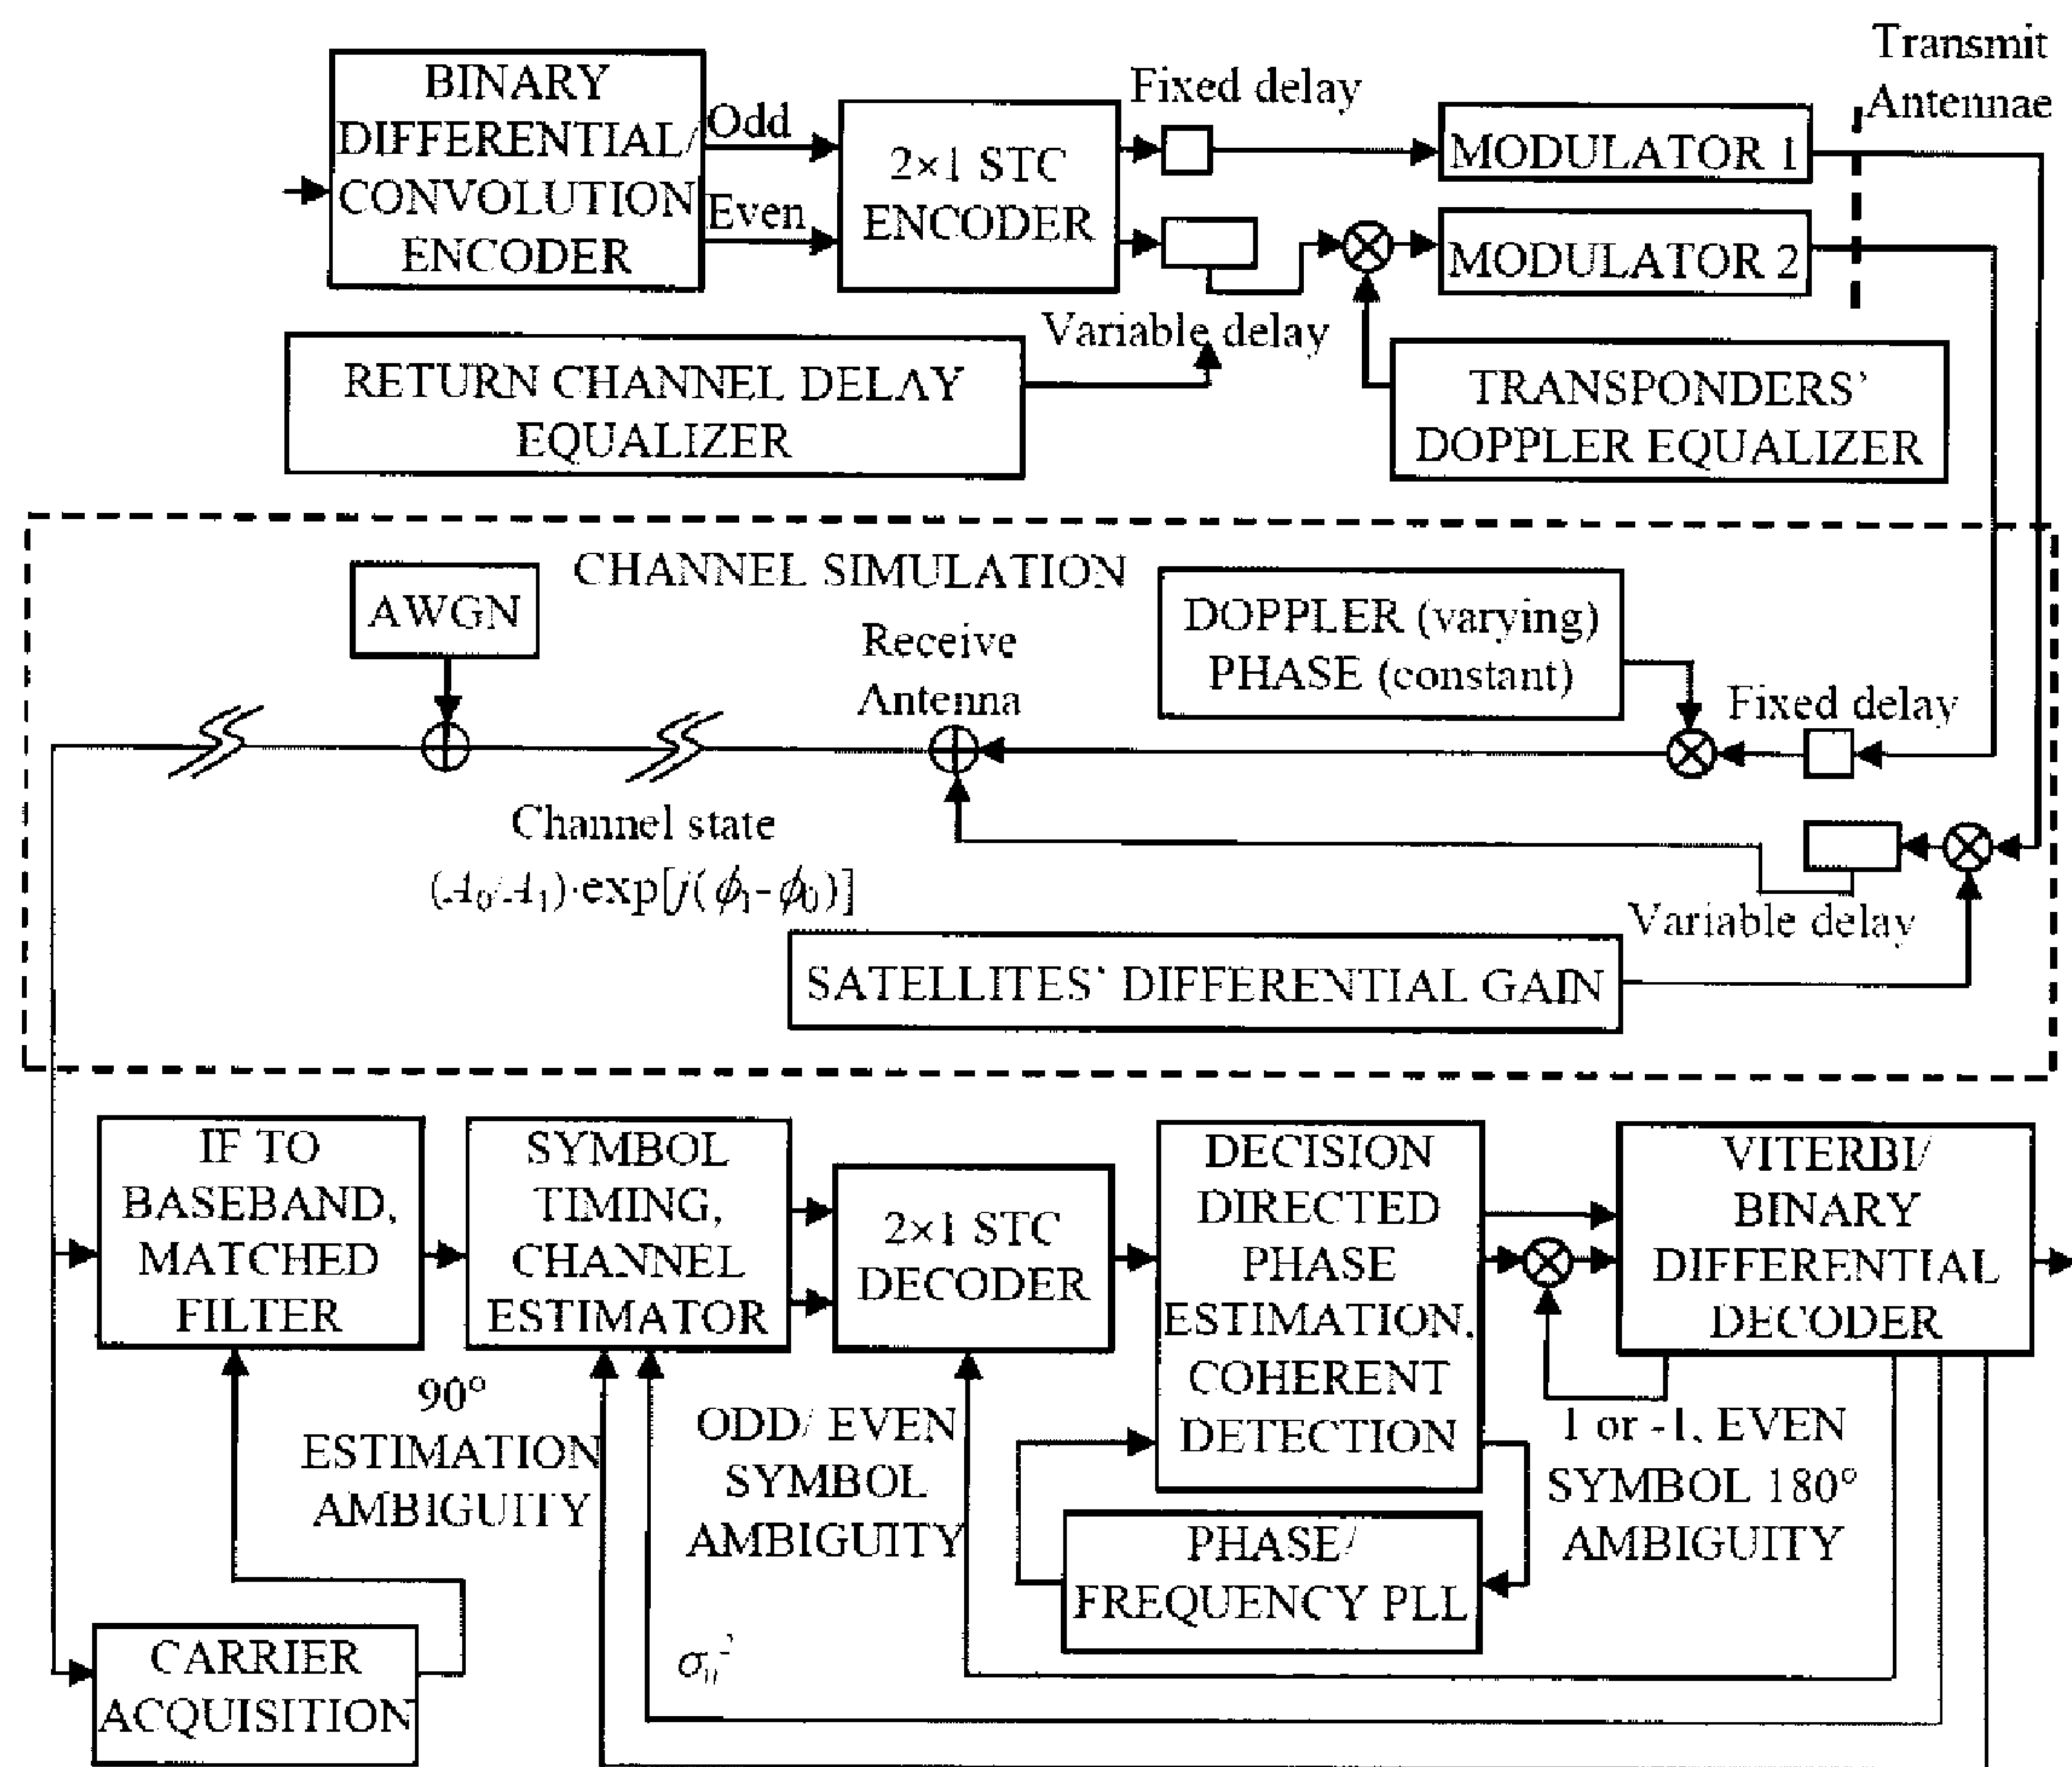 Transmit
Antennae
BINARY
DIFFERENTIAL/
CONVOLUTION
ENCODER
Odd
Even
2×1 STC
ENCODER
Fixed delay
MODULATOR 1
MODULATOR 2
Variable delay
RETURN CHANNEL DELAY
EQUALIZER
TRANSPONDERS'
DOPPLER EQUALIZER
CHANNEL SIMULATION
AWGN
Receive
Antenna
DOPPLER (varying)
PHASE (constant)
Fixed delay
Channel state
(A₀/A₁)·exp[j(ϕ₁-ϕ₀)]
Variable delay
SATELLITES' DIFFERENTIAL GAIN
IF TO
BASEBAND,
MATCHED
FILTER
SYMBOL
TIMING,
CHANNEL
ESTIMATOR
2×1 STC
DECODER
DECISION
DIRECTED
PHASE
ESTIMATION,
COHERENT
DETECTION
VITERBI/
BINARY
DIFFERENTIAL
DECODER
90°
ESTIMATION
AMBIGUITY
ODD/ EVEN
SYMBOL
AMBIGUITY
1 or -1, EVEN
SYMBOL 180°
AMBIGUITY
PHASE/
FREQUENCY PLL
CARRIER
ACQUISITION